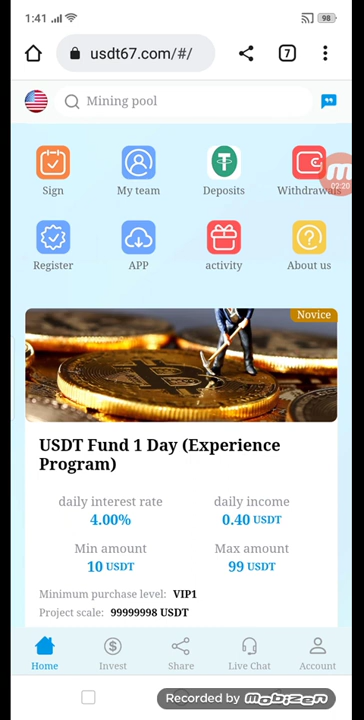 1:41
98
usdt67.com/#/
7
Mining pool
Sign
My team
Deposits
Withdrawals
02:20
Register
APP
activity
About us
Novice
USDT Fund 1 Day (Experience
Program)
daily interest rate
daily income
4.00%
0.40 USDT
Min amount
Max amount
10 USDT
99 USDT
Minimum purchase level: VIP1
Project scale: 99999998 USDT
Home
Invest
Share
Live Chat
Account
Recorded by mobizen